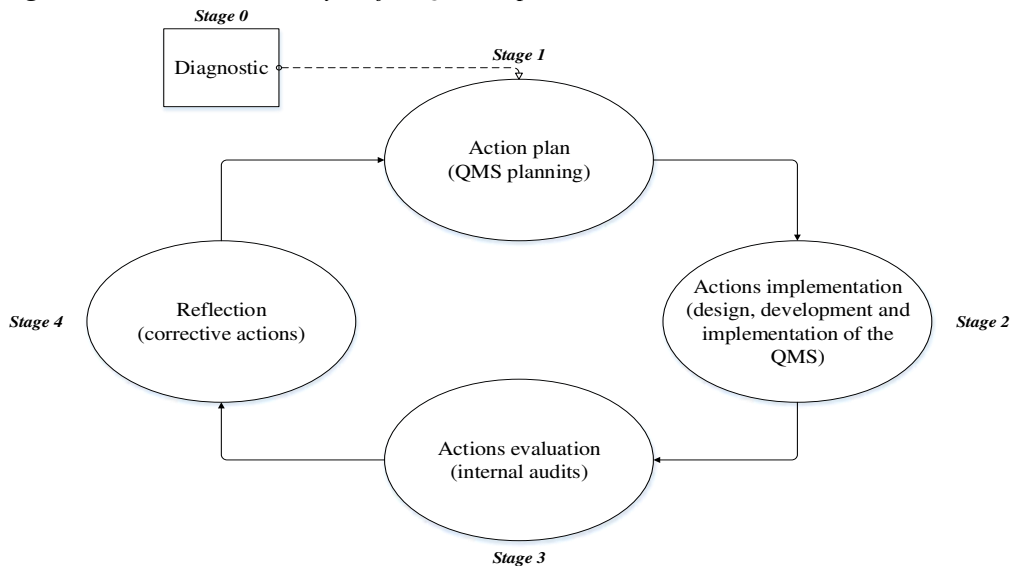 Stage 0
Diagnostic
Stage 1
Action plan
(QMS planning)
Actions implementation
(design, development and
implementation of the
QMS)
Stage 2
Reflection
(corrective actions)
Stage 4
Actions evaluation
(internal audits)
Stage 3